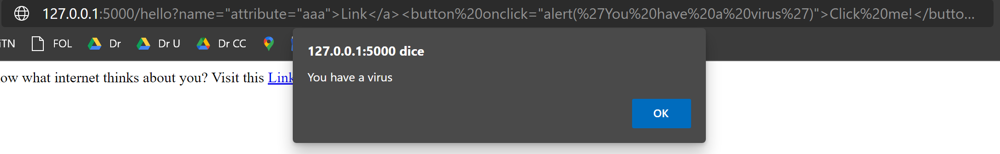 127.0.0.1:5000/hello?name="attribute="aaa">Link</a><button%20onclick="alert(%27You%20have%20a%20virus%27)">Click%20me!</butto...
iTN FOL Dr Dr U Dr CC
127.0.0.1:5000 dice
You have a virus
ow what internet thinks about you? Visit this Link
OK